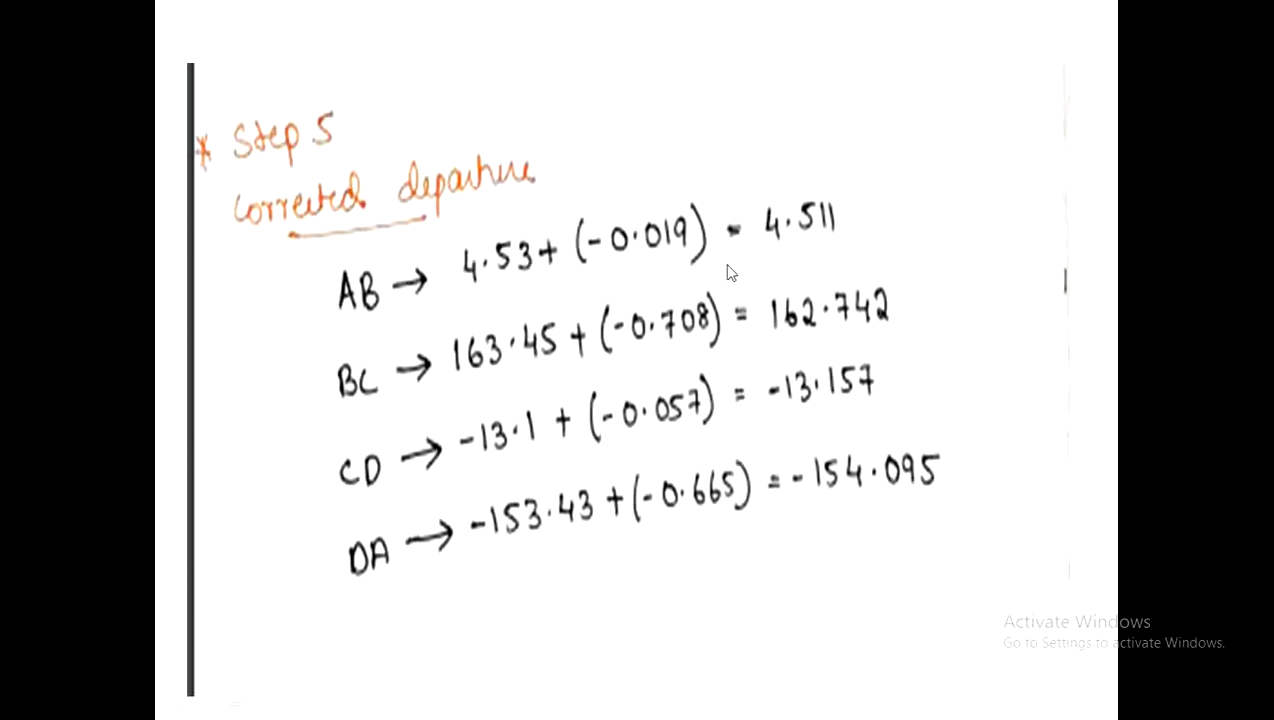 * Step 5
corrected departure
AB → 4.53 + (-0.019) = 4.511
BC → 163.45 + (-0.708) = 162.742
CD → -13.1 + (-0.057) = -13.157
DA → -153.43 + (-0.665) = -154.095
Activate Windows
Go to Settings to activate Windows.